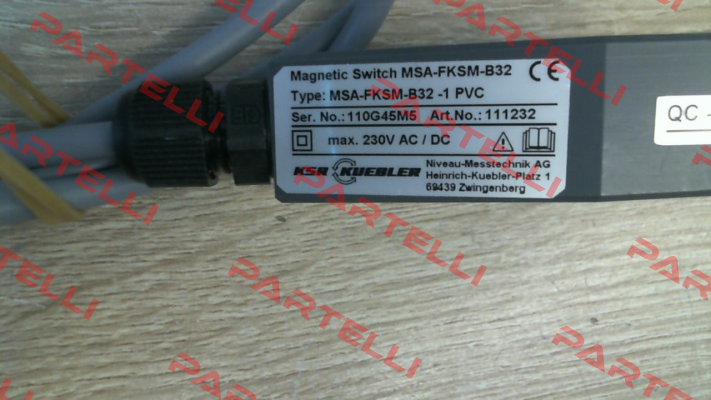 Magnetic Switch MSA-FKSM-B32 CE
Type: MSA-FKSM-B32 -1 PVC
Ser. No.: 110G45M5 Art.No.: 111232
max. 230V AC / DC
KSR KUEBLER
Niveau-Messtechnik AG
Heinrich-Kuebler-Platz 1
69439 Zwingenberg
QC -
PARTELLI
PARTELLI
PARTELLI
PARTELLI
PARTELLI
PARTELLI
PARTELLI
PARTELLI